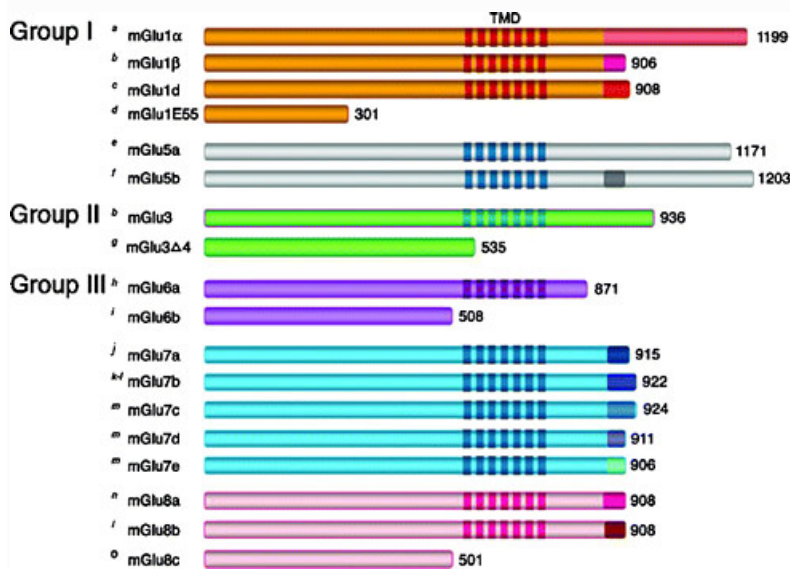 TMD
Group I a mGlu1α 1199
b mGlu1β 906
c mGlu1d 908
d mGlu1E55 301
e mGlu5a 1171
f mGlu5b 1203
Group II b mGlu3 936
g mGlu3Δ4 535
Group III h mGlu6a 871
i mGlu6b 508
j mGlu7a 915
k-l mGlu7b 922
m mGlu7c 924
m mGlu7d 911
m mGlu7e 906
n mGlu8a 908
i mGlu8b 908
o mGlu8c 501